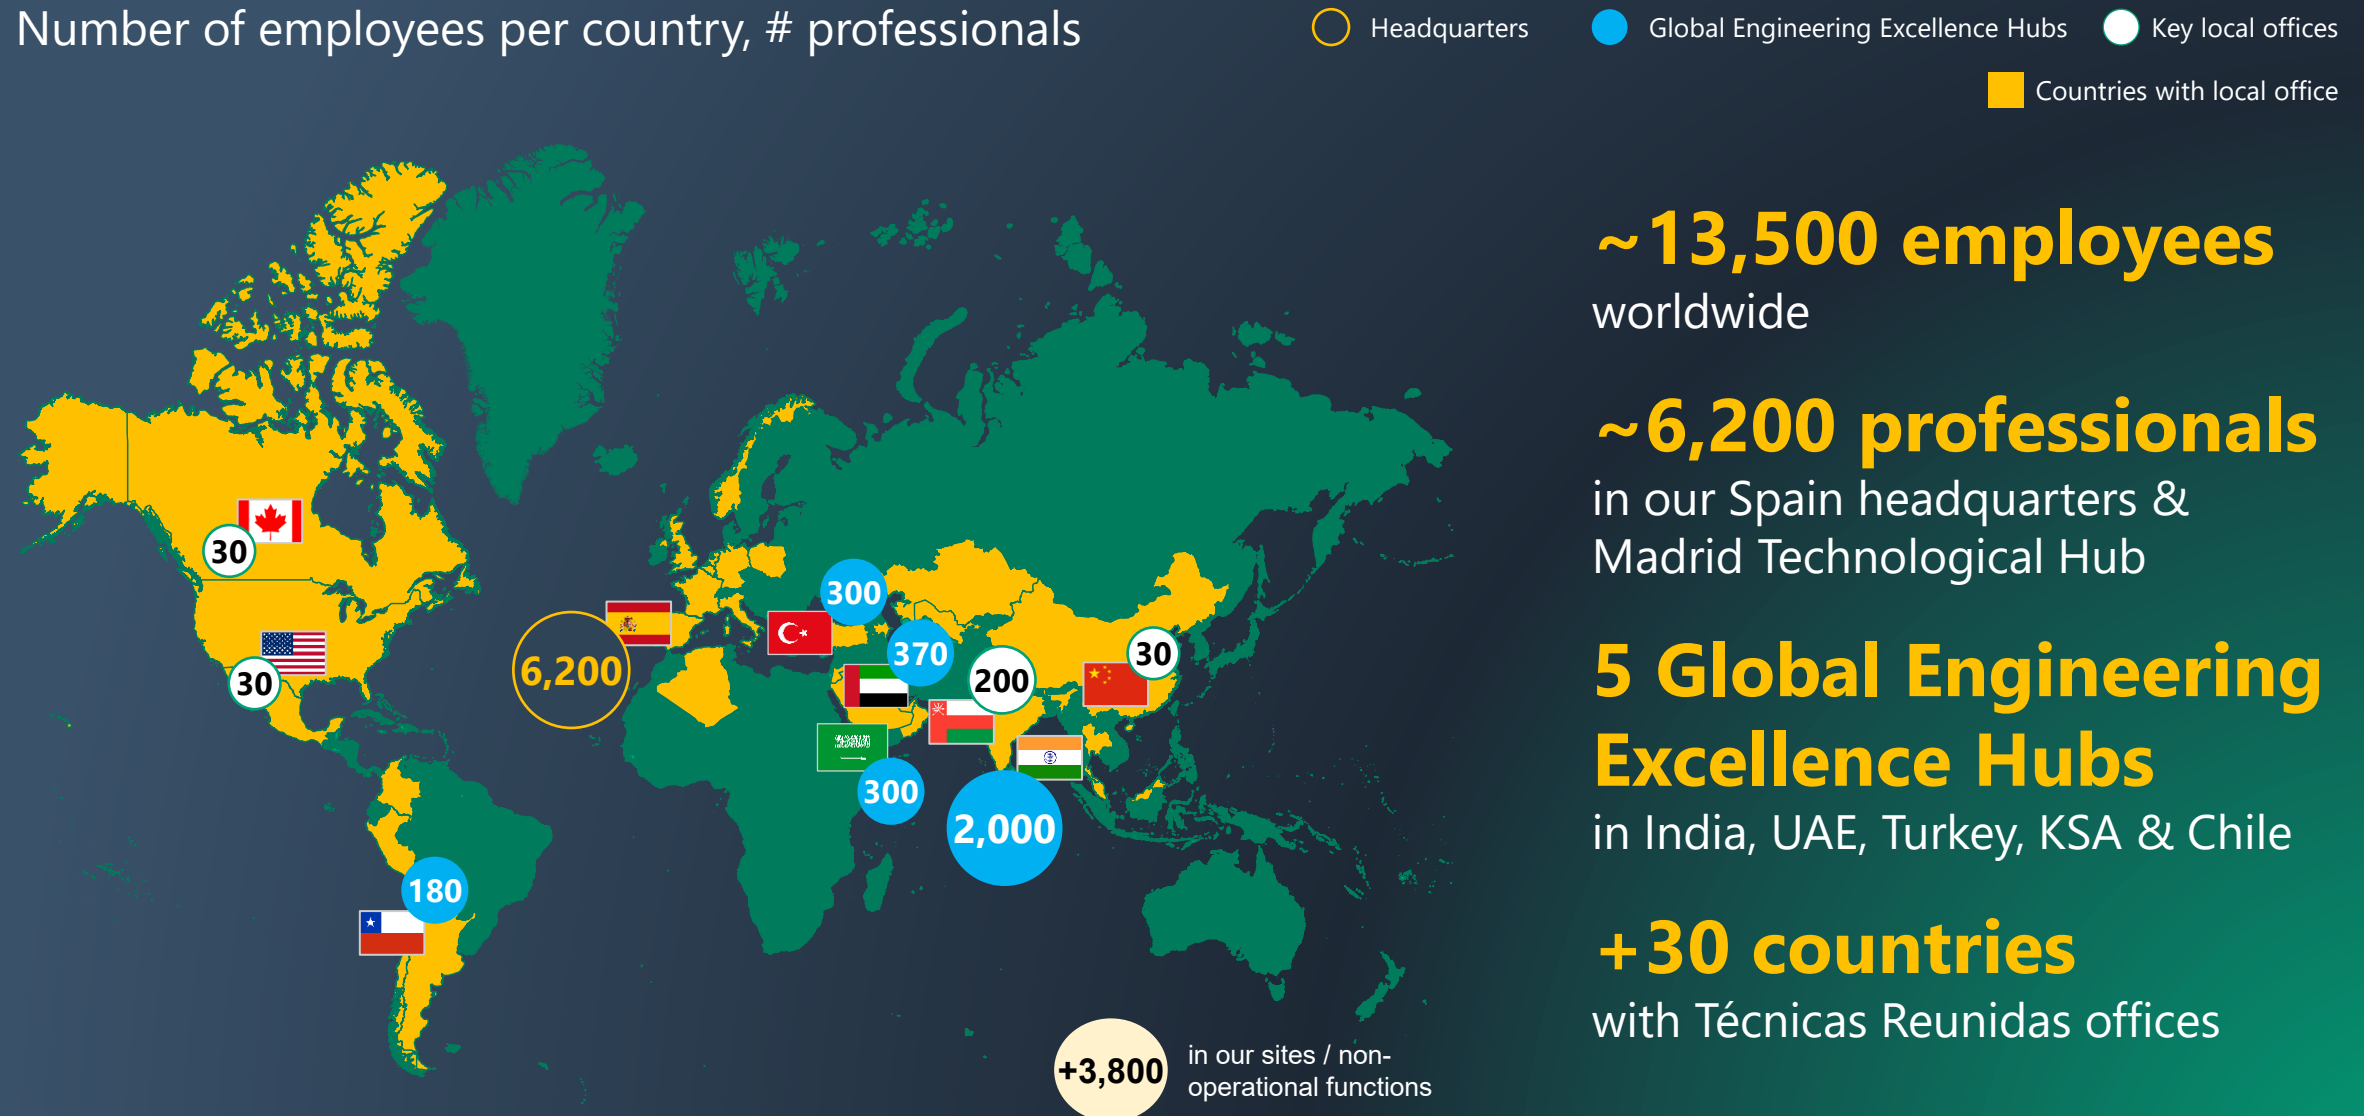 Number of employees per country, # professionals
Headquarters
Global Engineering Excellence Hubs
Key local offices
Countries with local office
30
30
6,200
300
370
200
30
300
2,000
180
+3,800
in our sites / non-
operational functions
~13,500 employees
worldwide
~6,200 professionals
in our Spain headquarters &
Madrid Technological Hub
5 Global Engineering
Excellence Hubs
in India, UAE, Turkey, KSA & Chile
+30 countries
with Técnicas Reunidas offices